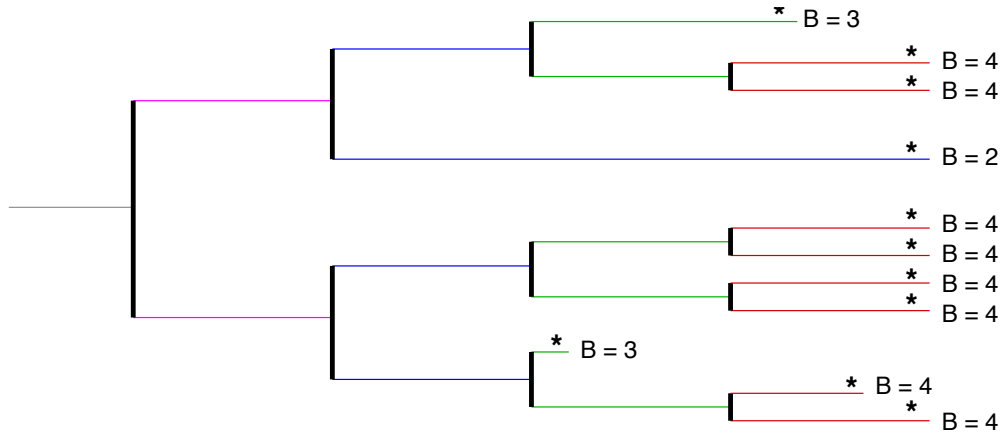 * B = 3
* B = 4
* B = 4
* B = 2
* B = 4
* B = 4
* B = 4
* B = 4
* B = 3
* B = 4
* B = 4